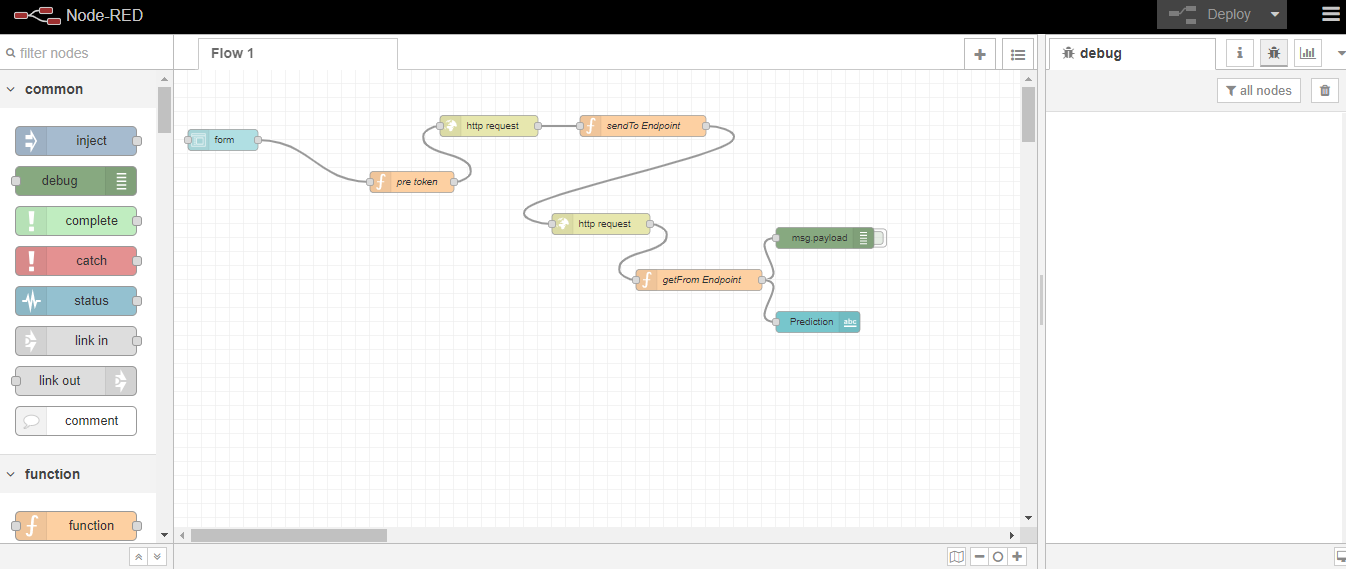 Node-RED
Deploy
filter nodes
Flow 1
debug
i
all nodes
common
inject
debug
complete
catch
status
link in
link out
comment
function
function
form
pre token
http request
sendTo Endpoint
http request
getFrom Endpoint
msg.payload
Prediction
abc